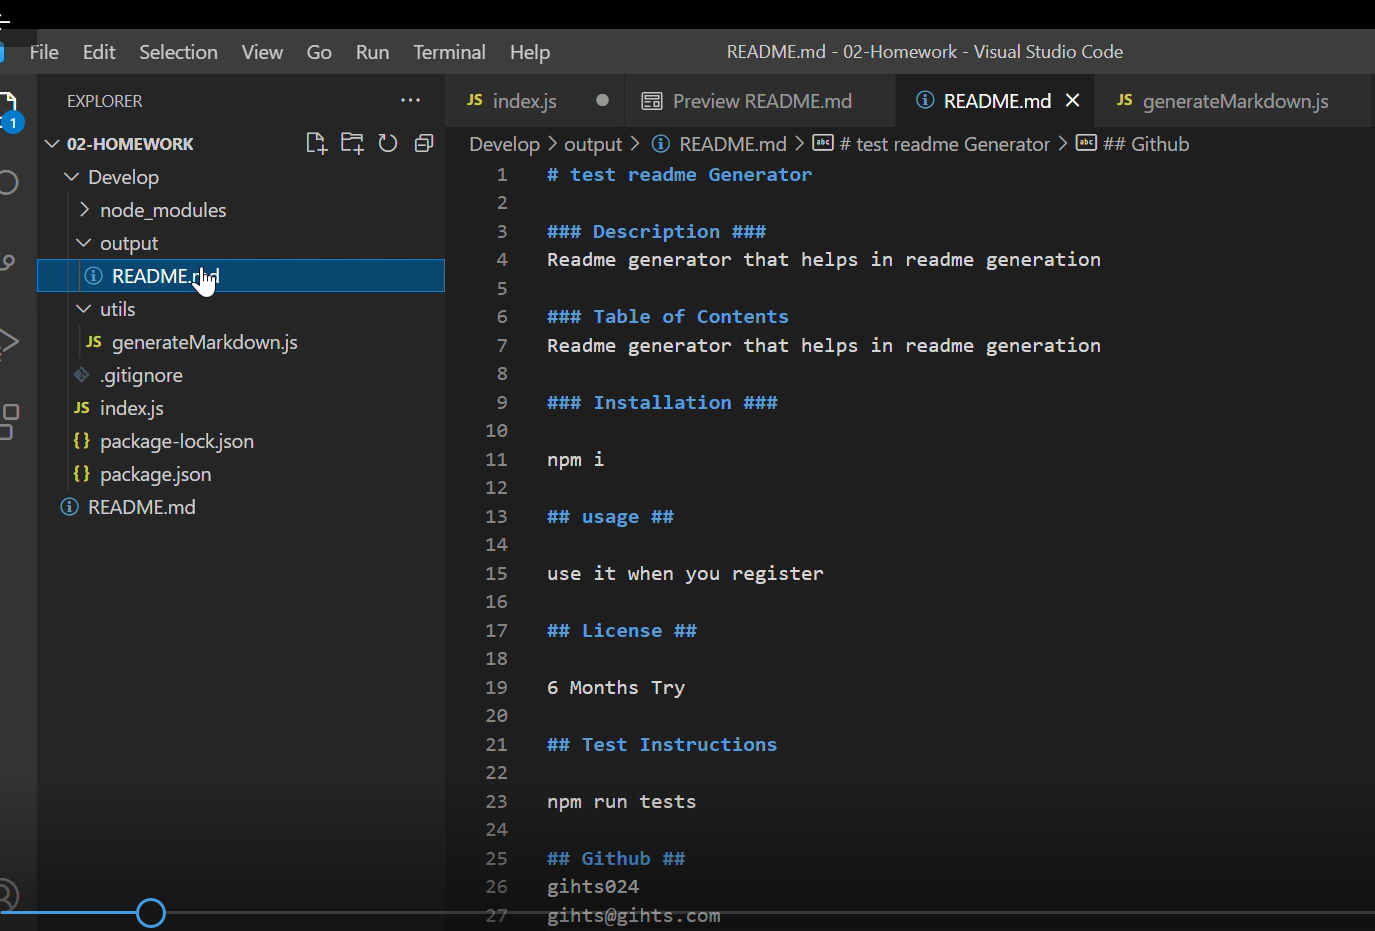 File Edit Selection View Go Run Terminal Help README.md - 02-Homework - Visual Studio Code
EXPLORER
1
02-HOMEWORK
Develop
node_modules
output
README.md
utils
JS generateMarkdown.js
.gitignore
JS index.js
{} package-lock.json
{} package.json
README.md
JS index.js Preview README.md README.md JS generateMarkdown.js
Develop > output > README.md > abc # test readme Generator > abc ## Github
1 # test readme Generator
2
3 ### Description ###
4 Readme generator that helps in readme generation
5
6 ### Table of Contents
7 Readme generator that helps in readme generation
8
9 ### Installation ###
10
11 npm i
12
13 ## usage ##
14
15 use it when you register
16
17 ## License ##
18
19 6 Months Try
20
21 ## Test Instructions
22
23 npm run tests
24
25 ## Github ##
26 gihts024
27 gihts@gihts.com